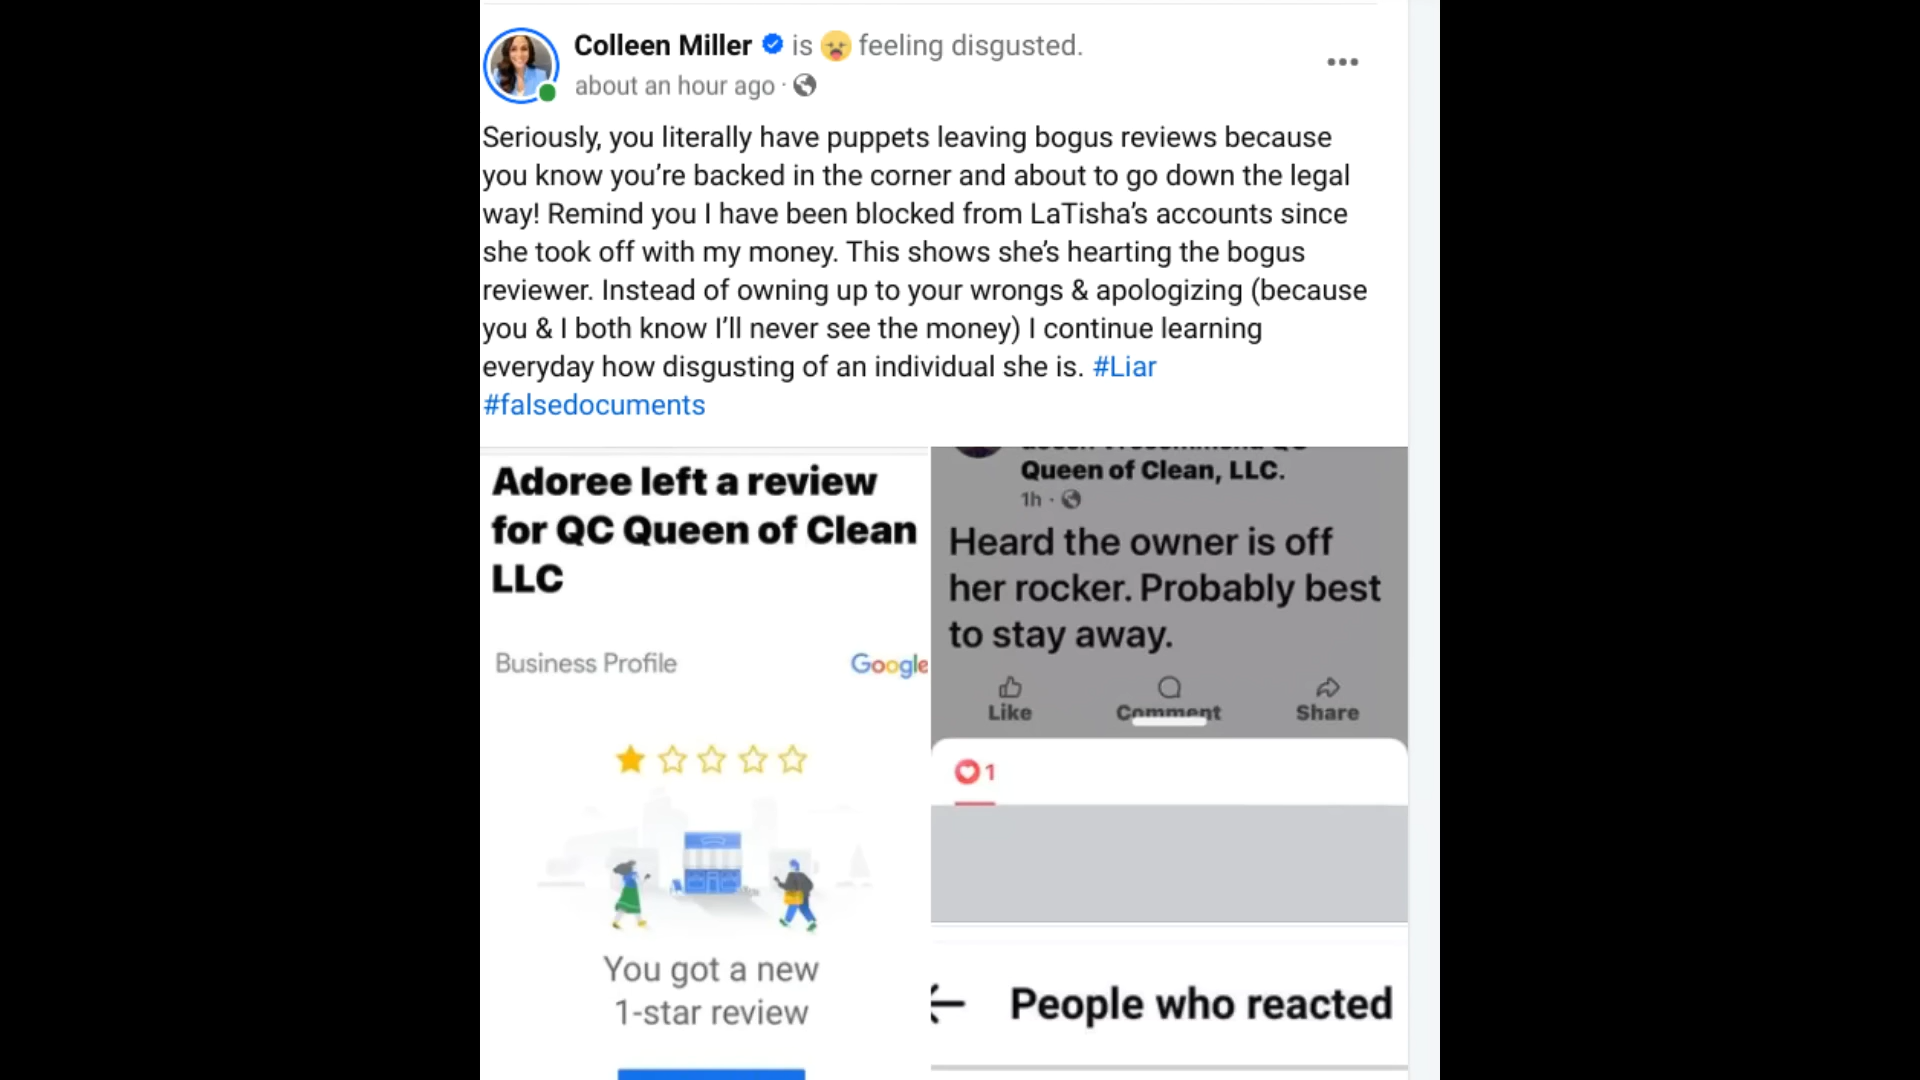 Colleen Miller is feeling disgusted.
about an hour ago ·
Seriously, you literally have puppets leaving bogus reviews because
you know you're backed in the corner and about to go down the legal
way! Remind you I have been blocked from LaTisha's accounts since
she took off with my money. This shows she's hearting the bogus
reviewer. Instead of owning up to your wrongs & apologizing (because
you & I both know I'll never see the money) I continue learning
everyday how disgusting of an individual she is. #Liar
#falsedocuments
Adoree left a review
for QC Queen of Clean
LLC
Business Profile
Google
You got a new
1-star review
Queen of Clean, LLC.
1h ·
Heard the owner is off
her rocker. Probably best
to stay away.
Like Comment Share
1
People who reacted